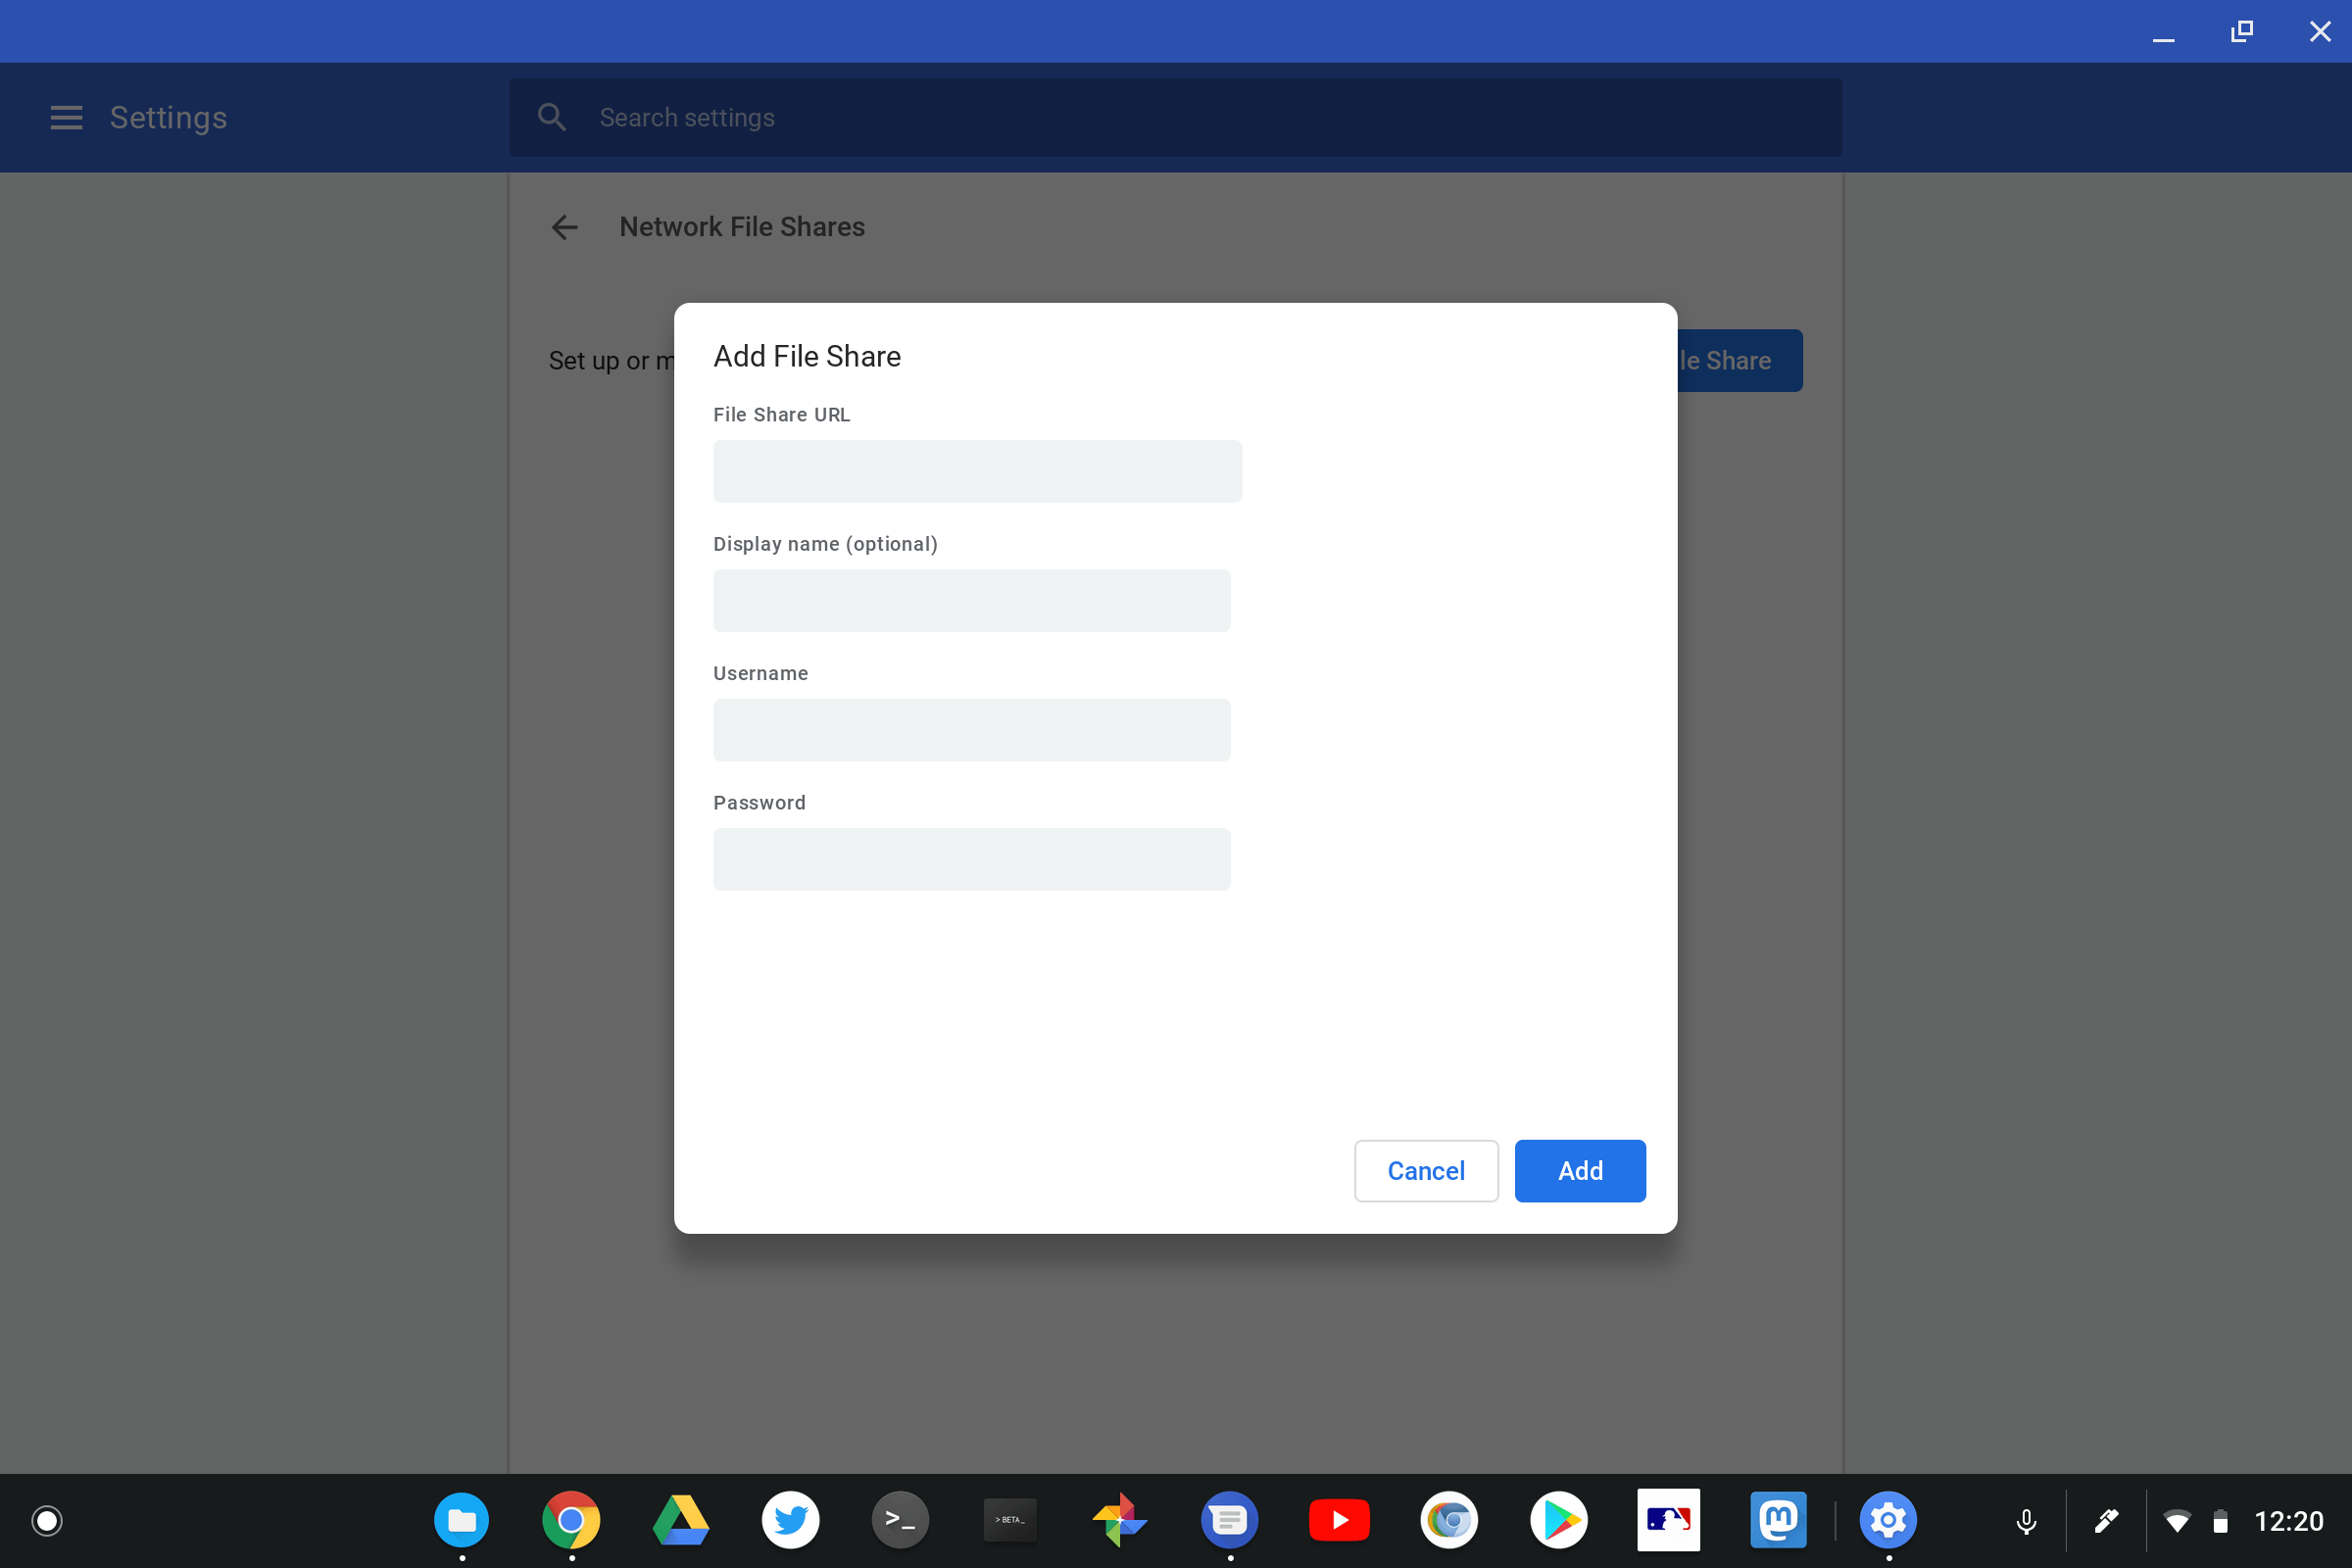 Settings
Search settings
Network File Shares
Set up or m
le Share
Add File Share
File Share URL
Display name (optional)
Username
Password
Cancel
Add
>_
> BETA_
m
12:20